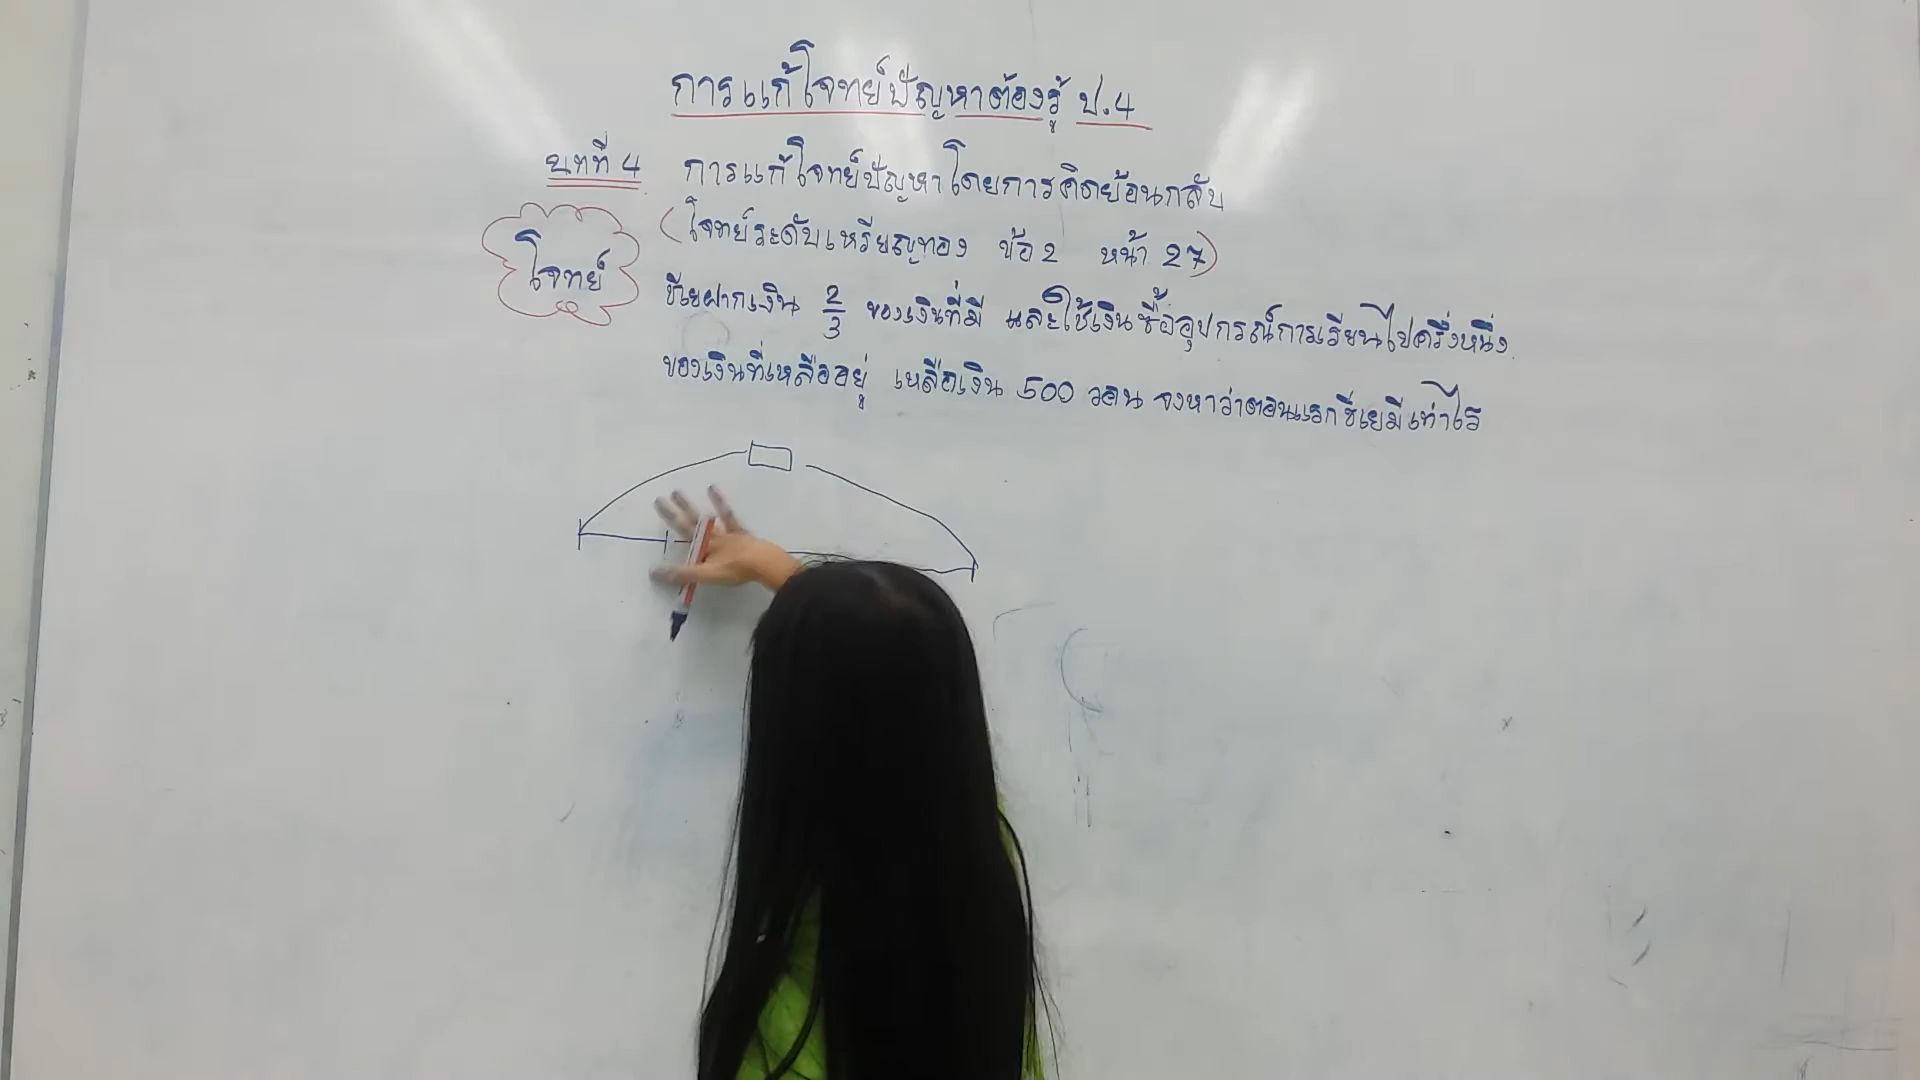 การแก้โจทย์ปัญหาต้องรู้ ป.4
บทที่ 4 การแก้โจทย์ปัญหาโดยการคิดย้อนกลับ
(โจทย์ระดับเหรียญทอง ข้อ 2 หน้า 27)
โจทย์
ชีเยฝากเงิน 2/3 ของเงินที่มี และใช้เงินซื้ออุปกรณ์การเรียนไปครึ่งหนึ่ง
ของเงินที่เหลืออยู่ เหลือเงิน 500 วอน จงหาว่าตอนแรกชีเยมีเท่าไร